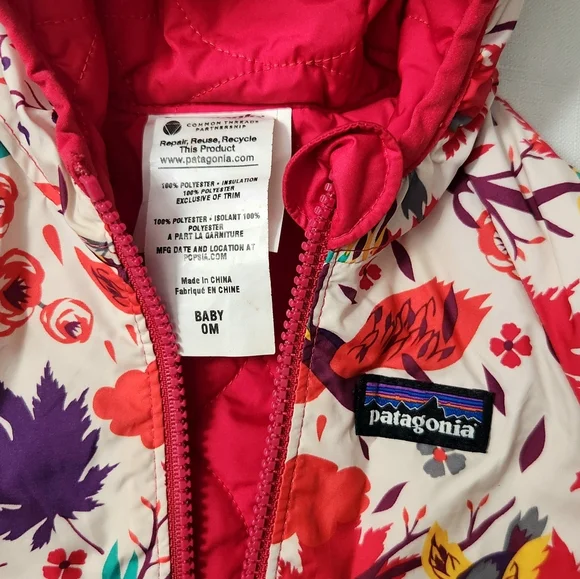 COMMON THREADS
PARTNERSHIP
Repair, Reuse, Recycle
This Product
www.patagonia.com
100% POLYESTER • INSULATION
100% POLYESTER
EXCLUSIVE OF TRIM
100% POLYESTER • ISOLANT 100%
POLYESTER
A PART LA GARNITURE
MFG DATE AND LOCATION AT
PCPSIA.COM
Made in CHINA
Fabriqué EN CHINE
BABY
0M
patagonia